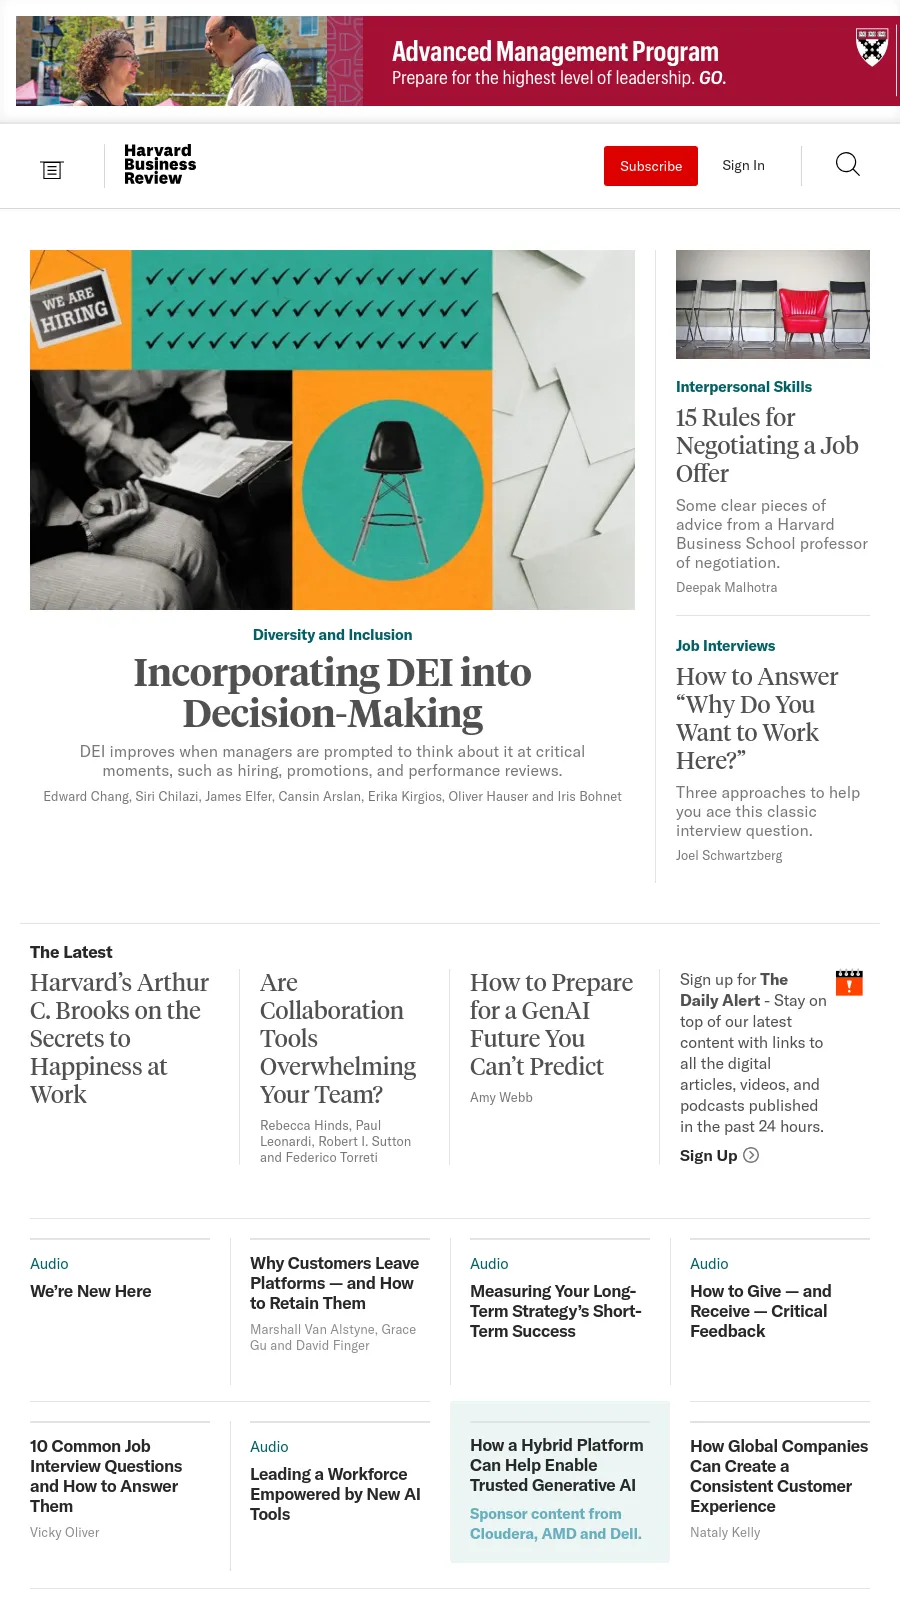 Advanced Management Program
Prepare for the highest level of leadership. GO.
Harvard
Business
Review
Subscribe
Sign In
WE ARE
HIRING
Diversity and Inclusion
Incorporating DEI into
Decision-Making
DEI improves when managers are prompted to think about it at critical
moments, such as hiring, promotions, and performance reviews.
Edward Chang, Siri Chilazi, James Elfer, Cansin Arslan, Erika Kirgios, Oliver Hauser and Iris Bohnet
Interpersonal Skills
15 Rules for
Negotiating a Job
Offer
Some clear pieces of
advice from a Harvard
Business School professor
of negotiation.
Deepak Malhotra
Job Interviews
How to Answer
“Why Do You
Want to Work
Here?”
Three approaches to help
you ace this classic
interview question.
Joel Schwartzberg
The Latest
Harvard’s Arthur
C. Brooks on the
Secrets to
Happiness at
Work
Are
Collaboration
Tools
Overwhelming
Your Team?
Rebecca Hinds, Paul
Leonardi, Robert I. Sutton
and Federico Torreti
How to Prepare
for a GenAI
Future You
Can’t Predict
Amy Webb
Sign up for The
Daily Alert - Stay on
top of our latest
content with links to
all the digital
articles, videos, and
podcasts published
in the past 24 hours.
Sign Up
Audio
We’re New Here
Why Customers Leave
Platforms — and How
to Retain Them
Marshall Van Alstyne, Grace
Gu and David Finger
Audio
Measuring Your Long-
Term Strategy’s Short-
Term Success
Audio
How to Give — and
Receive — Critical
Feedback
10 Common Job
Interview Questions
and How to Answer
Them
Vicky Oliver
Audio
Leading a Workforce
Empowered by New AI
Tools
How a Hybrid Platform
Can Help Enable
Trusted Generative AI
Sponsor content from
Cloudera, AMD and Dell.
How Global Companies
Can Create a
Consistent Customer
Experience
Nataly Kelly